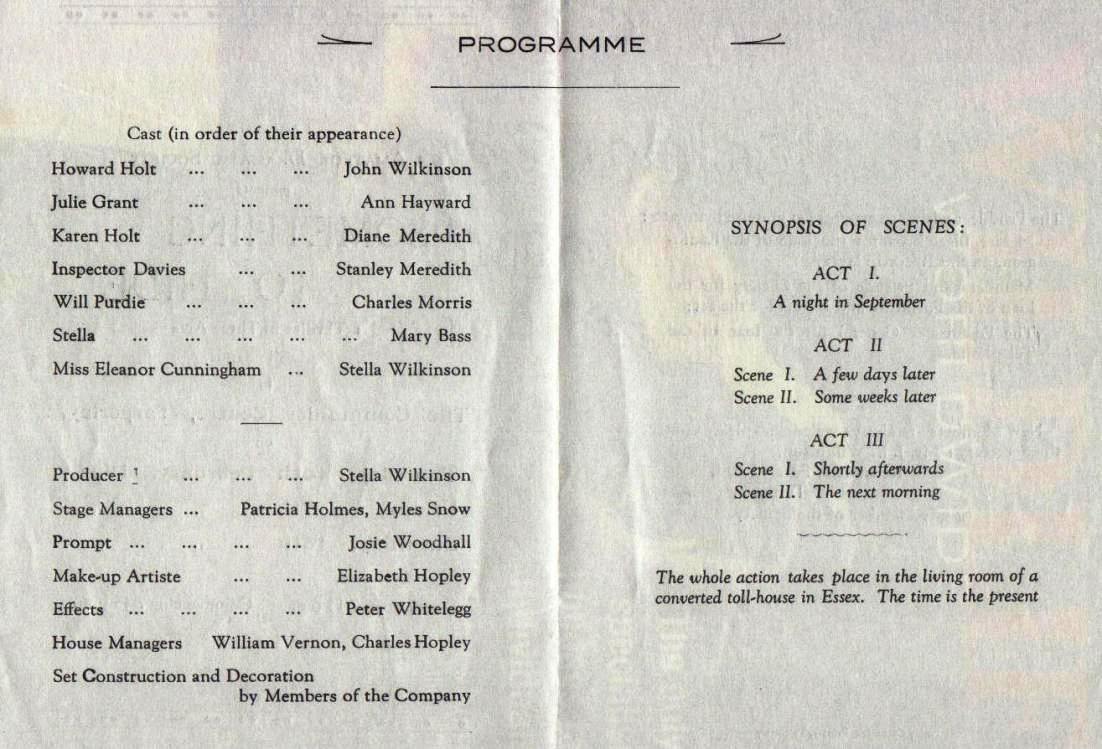 PROGRAMME
Cast (in order of their appearance)
Howard Holt ... ... ... John Wilkinson
Julie Grant ... ... ... Ann Hayward
Karen Holt ... ... ... Diane Meredith
Inspector Davies ... ... Stanley Meredith
Will Purdie ... ... ... Charles Morris
Stella ... ... ... ... ... Mary Bass
Miss Eleanor Cunningham ... Stella Wilkinson
Producer ... ... ... Stella Wilkinson
Stage Managers ... Patricia Holmes, Myles Snow
Prompt ... ... ... ... Josie Woodhall
Make-up Artiste ... ... Elizabeth Hopley
Effects ... ... ... ... Peter Whitelegg
House Managers William Vernon, Charles Hopley
Set Construction and Decoration
by Members of the Company
SYNOPSIS OF SCENES:
ACT I.
A night in September
ACT II
Scene I. A few days later
Scene II. Some weeks later
ACT III
Scene I. Shortly afterwards
Scene II. The next morning
The whole action takes place in the living room of a
converted toll-house in Essex. The time is the present